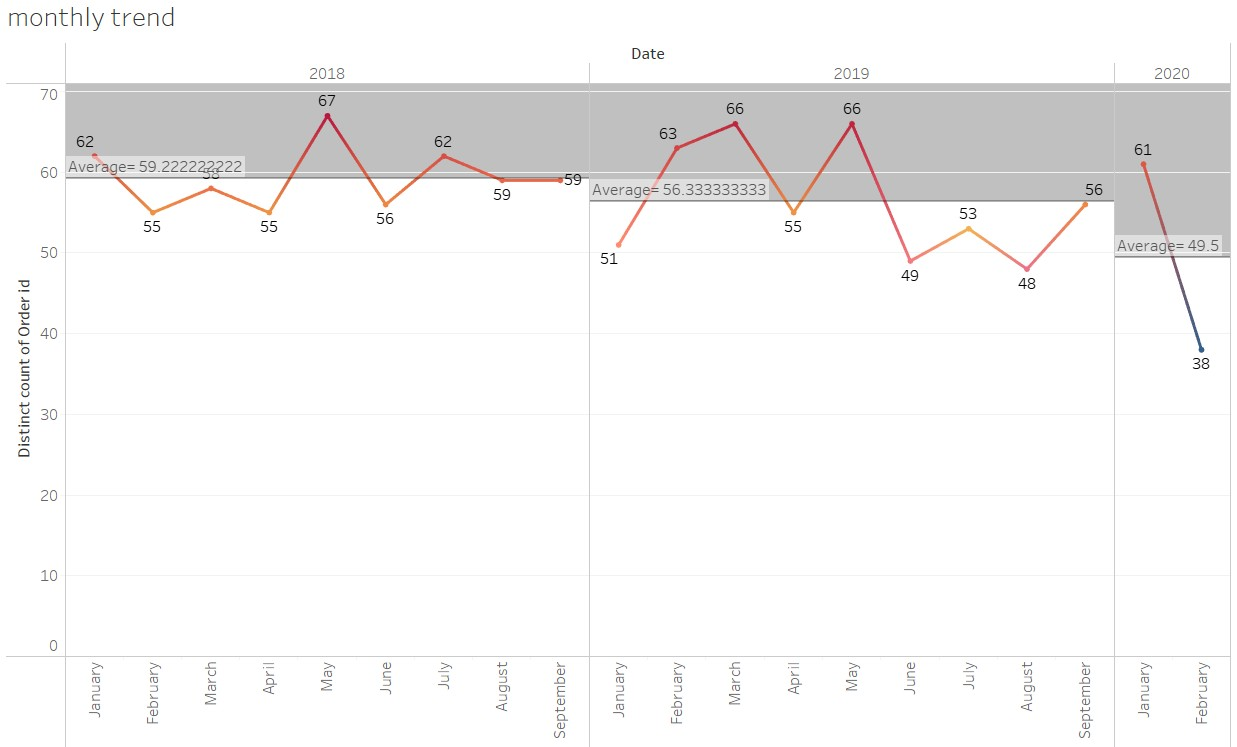 monthly trend
Date
2018 2019 2020
Distinct count of Order id
70
60
50
40
30
20
10
0
62
55
58
55
67
56
62
59
59
Average= 59.222222222
51
63
66
55
66
49
53
48
56
Average= 56.333333333
61
38
Average= 49.5
January
February
March
April
May
June
July
August
September
January
February
March
April
May
June
July
August
September
January
February